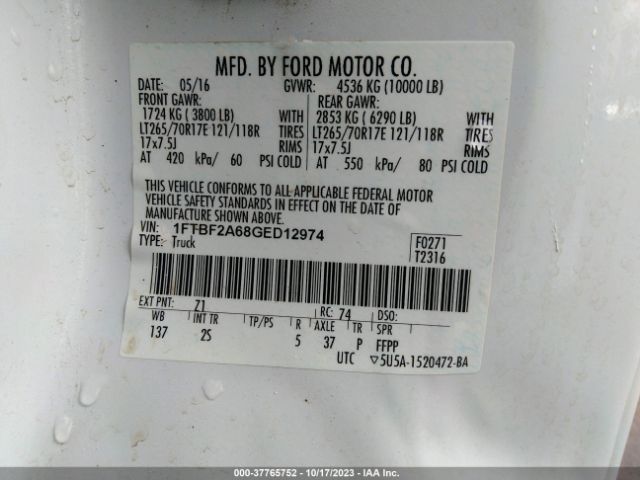 MFD. BY FORD MOTOR CO.
DATE: 05/16 GVWR: 4536 KG (10000 LB)
FRONT GAWR: REAR GAWR:
1724 KG ( 3800 LB) WITH 2853 KG ( 6290 LB) WITH
LT265/70R17E 121/118R TIRES LT265/70R17E 121/118R TIRES
17x7.5J RIMS 17x7.5J RIMS
AT 420 kPa/ 60 PSI COLD AT 550 kPa/ 80 PSI COLD
THIS VEHICLE CONFORMS TO ALL APPLICABLE FEDERAL MOTOR
VEHICLE SAFETY STANDARDS IN EFFECT ON THE DATE OF
MANUFACTURE SHOWN ABOVE.
VIN: 1FTBF2A68GED12974
TYPE: Truck
F0271
T2316
EXT PNT: Z1 RC: 74 DSO:
WB INT TR TP/PS R AXLE TR SPR
137 2S 5 37 P FFPP
UTC ▽5U5A-1520472-BA
000-37765752 - 10/17/2023 - IAA Inc.